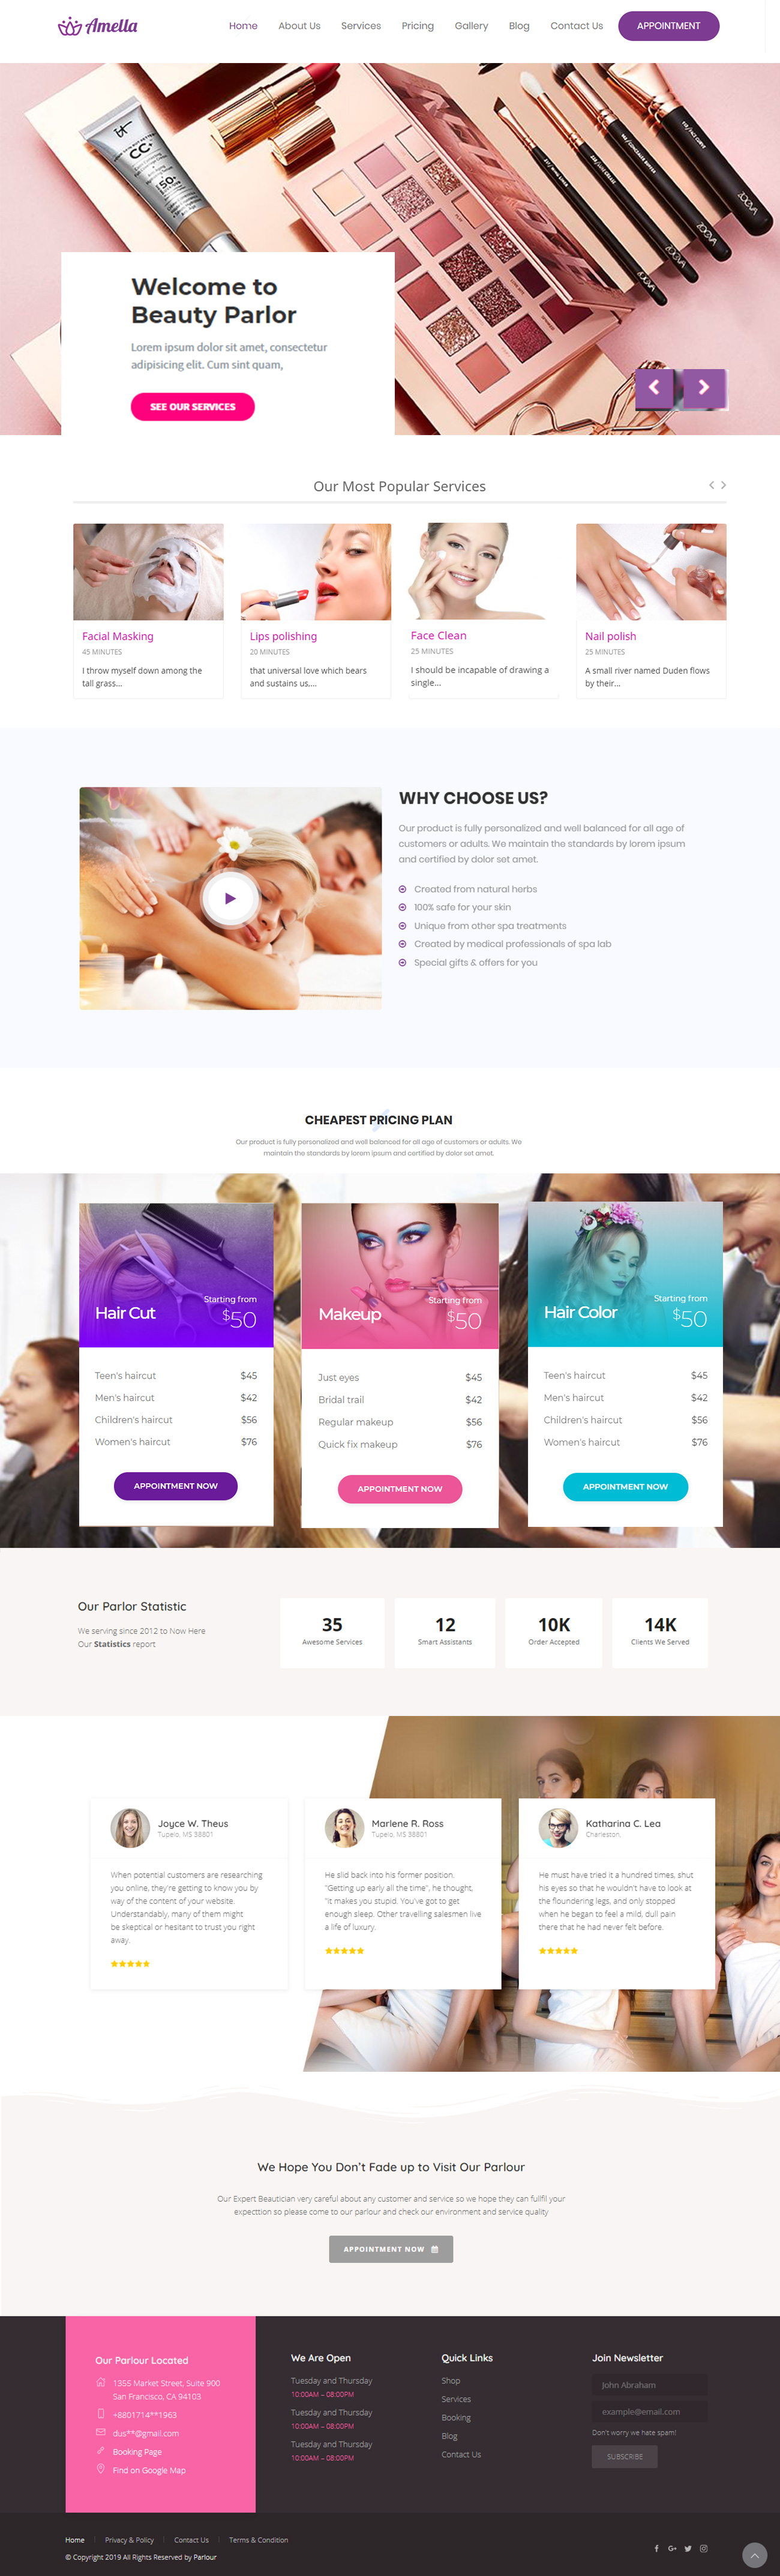 Amella
Home About Us Services Pricing Gallery Blog Contact Us APPOINTMENT
CC+
50+
ZOEVA
ZOEVA
ZOEVA
ZOEVA
Welcome to
Beauty Parlor
Lorem ipsum dolor sit amet, consectetur
adipisicing elit. Cum sint quam,
SEE OUR SERVICES
Our Most Popular Services
Facial Masking
45 MINUTES
I throw myself down among the
tall grass...
Lips polishing
20 MINUTES
that universal love which bears
and sustains us,...
Face Clean
25 MINUTES
I should be incapable of drawing a
single...
Nail polish
25 MINUTES
A small river named Duden flows
by their...
WHY CHOOSE US?
Our product is fully personalized and well balanced for all age of
customers or adults. We maintain the standards by lorem ipsum
and certified by dolor set amet.
Created from natural herbs
100% safe for your skin
Unique from other spa treatments
Created by medical professionals of spa lab
Special gifts & offers for you
CHEAPEST PRICING PLAN
Our product is fully personalized and well balanced for all age of customers or adults. We
maintain the standards by lorem ipsum and certified by dolor set amet.
Hair Cut
Starting from
$50
Teen's haircut $45
Men's haircut $42
Children's haircut $56
Women's haircut $76
APPOINTMENT NOW
Makeup
Starting from
$50
Just eyes $45
Bridal trail $42
Regular makeup $56
Quick fix makeup $76
APPOINTMENT NOW
Hair Color
Starting from
$50
Teen's haircut $45
Men's haircut $42
Children's haircut $56
Women's haircut $76
APPOINTMENT NOW
Our Parlor Statistic
We serving since 2012 to Now Here
Our Statistics report
35
Awesome Services
12
Smart Assistants
10K
Order Accepted
14K
Clients We Served
Joyce W. Theus
Tupelo, MS 38801
When potential customers are researching
you online, they're getting to know you by
way of the content of your website.
Understandably, many of them might
be skeptical or hesitant to trust you right
away.
Marlene R. Ross
Tupelo, MS 38801
He slid back into his former position.
"Getting up early all the time", he thought,
"it makes you stupid. You've got to get
enough sleep. Other travelling salesmen live
a life of luxury.
Katharina C. Lea
Charleston,
He must have tried it a hundred times, shut
his eyes so that he wouldn't have to look at
the floundering legs, and only stopped
when he began to feel a mild, dull pain
there that he had never felt before.
We Hope You Don't Fade up to Visit Our Parlour
Our Expert Beautician very careful about any customer and service so we hope they can fullfil your
expecttion so please come to our parlour and check our environment and service quality
APPOINTMENT NOW
Our Parlour Located
1355 Market Street, Suite 900
San Francisco, CA 94103
+8801714**1963
dus**@gmail.com
Booking Page
Find on Google Map
We Are Open
Tuesday and Thursday
10:00AM – 08:00PM
Tuesday and Thursday
10:00AM – 08:00PM
Tuesday and Thursday
10:00AM – 08:00PM
Quick Links
Shop
Services
Booking
Blog
Contact Us
Join Newsletter
John Abraham
example@email.com
Don't worry we hate spam!
SUBSCRIBE
Home | Privacy & Policy | Contact Us | Terms & Condition
© Copyright 2019 All Rights Reserved by Parlour